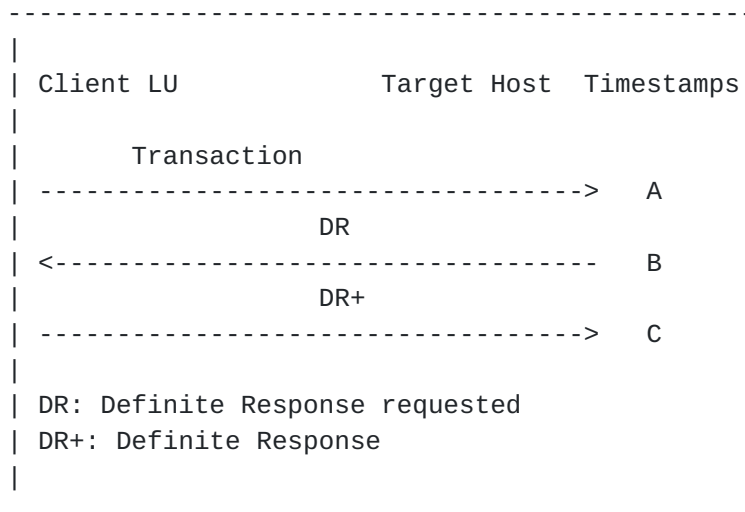 ------------------------------------------------
|
| Client LU             Target Host  Timestamps
|
|       Transaction
| -----------------------------------> A
|                   DR
| <----------------------------------- B
|                   DR+
| -----------------------------------> C
|
| DR: Definite Response requested
| DR+: Definite Response
|